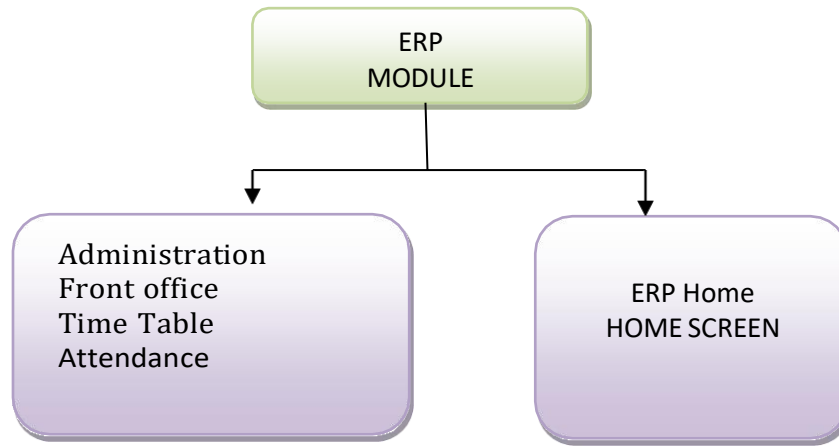 ERP
MODULE
Administration
Front office
Time Table
Attendance
ERP Home
HOME SCREEN